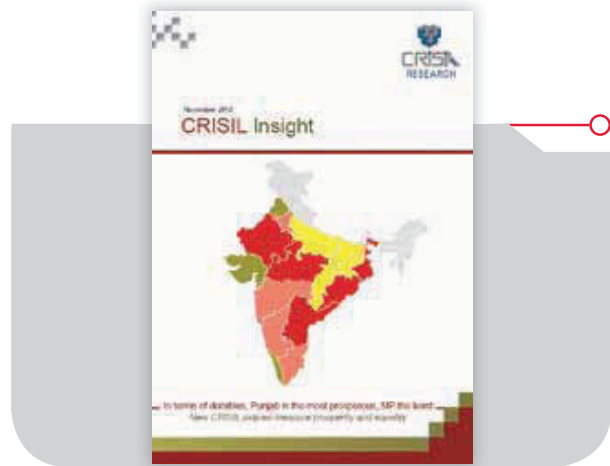 CRISIL
RESEARCH
CRISIL Insight
In terms of durables, Punjab is the most prosperous, MP the least
New CRISIL indices measure prosperity and equality